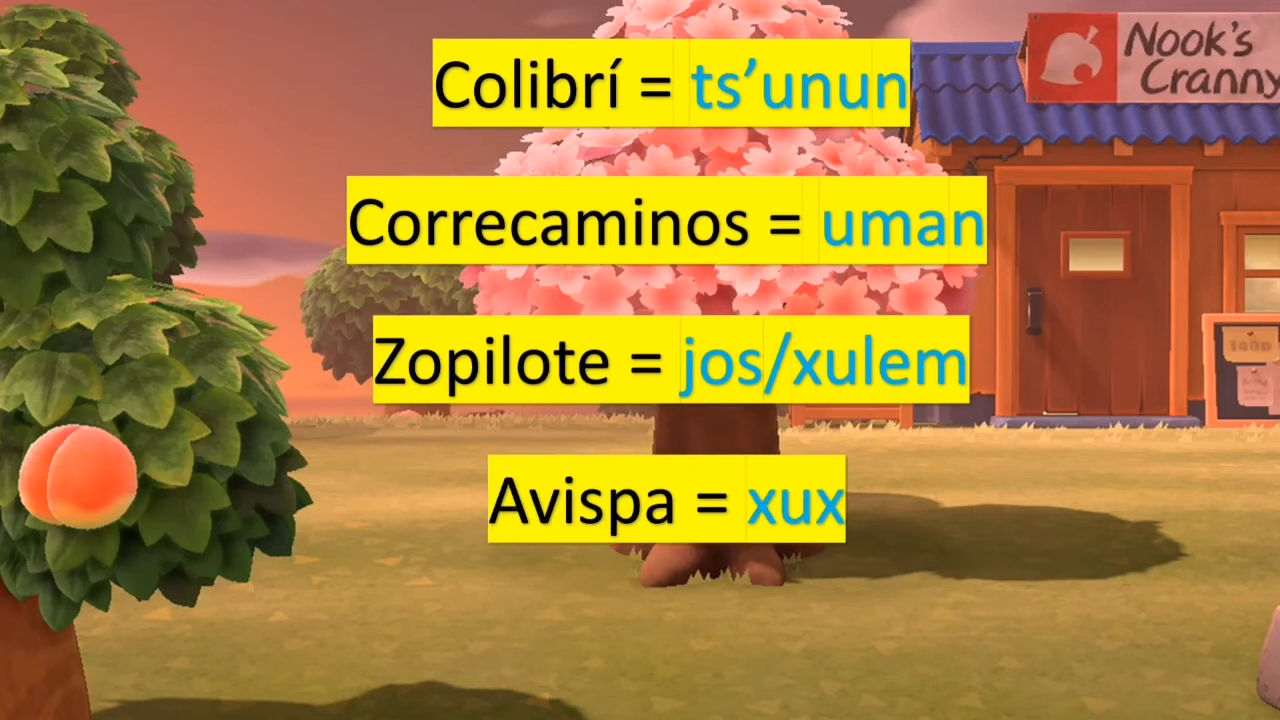 Nook's
Cranny
Colibrí = ts’unun
Correcaminos = uman
Zopilote = jos/xulem
Avispa = xux